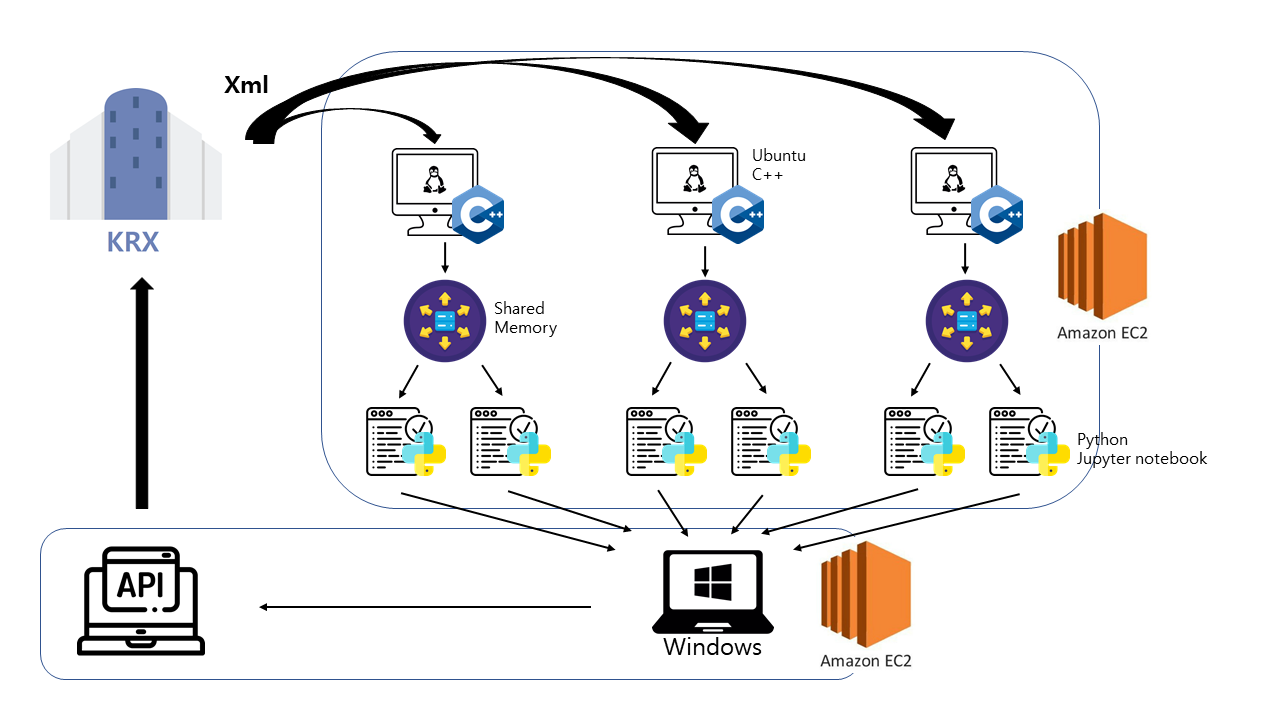 Xml
KRX
Ubuntu
C++
C++
C++
C++
Shared
Memory
Amazon EC2
Python
Jupyter notebook
API
Windows
Amazon EC2